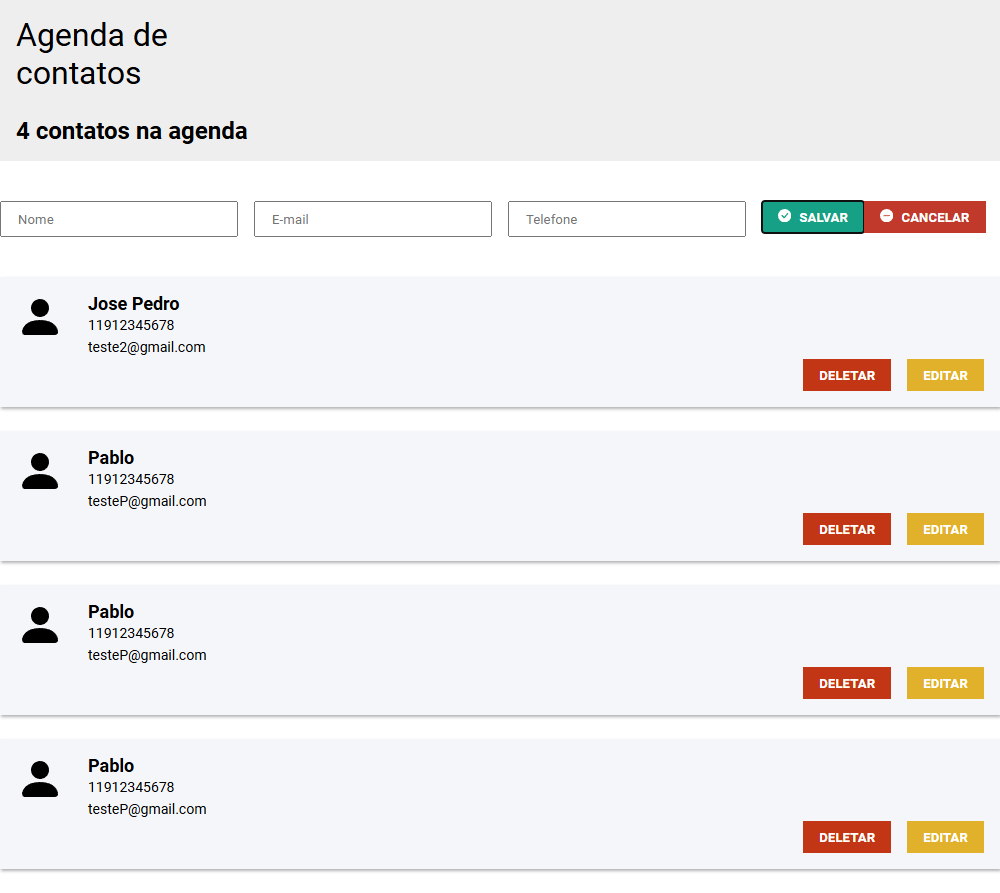 Agenda de
contatos
4 contatos na agenda
Nome E-mail Telefone SALVAR CANCELAR
Jose Pedro
11912345678
teste2@gmail.com
DELETAR EDITAR
Pablo
11912345678
testeP@gmail.com
DELETAR EDITAR
Pablo
11912345678
testeP@gmail.com
DELETAR EDITAR
Pablo
11912345678
testeP@gmail.com
DELETAR EDITAR